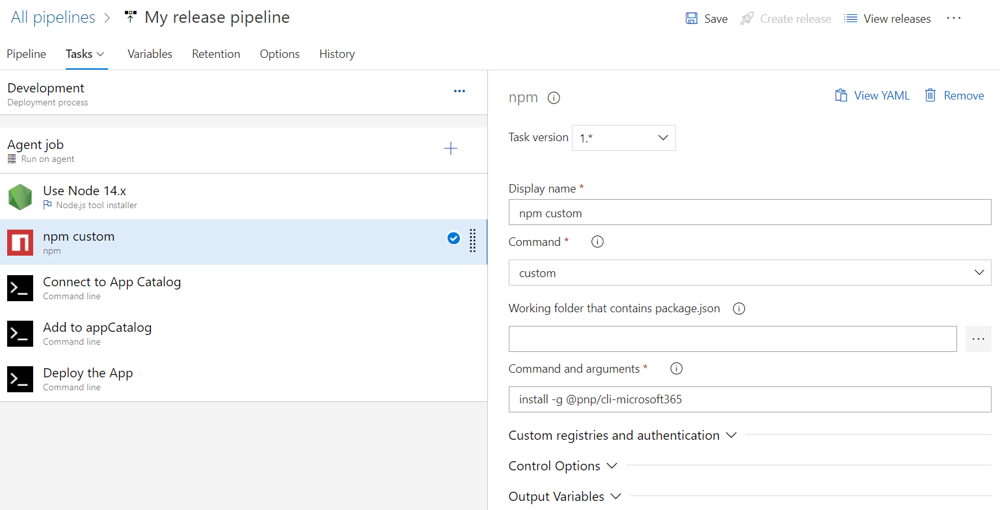 All pipelines > My release pipeline
Save Create release View releases ...
Pipeline Tasks Variables Retention Options History
Development
Deployment process
...
Agent job
Run on agent
Use Node 14.x
Node.js tool installer
npm custom
npm
Connect to App Catalog
Command line
Add to appCatalog
Command line
Deploy the App
Command line
npm
View YAML Remove
Task version 1.*
Display name *
npm custom
Command *
custom
Working folder that contains package.json
...
Command and arguments *
install -g @pnp/cli-microsoft365
Custom registries and authentication
Control Options
Output Variables